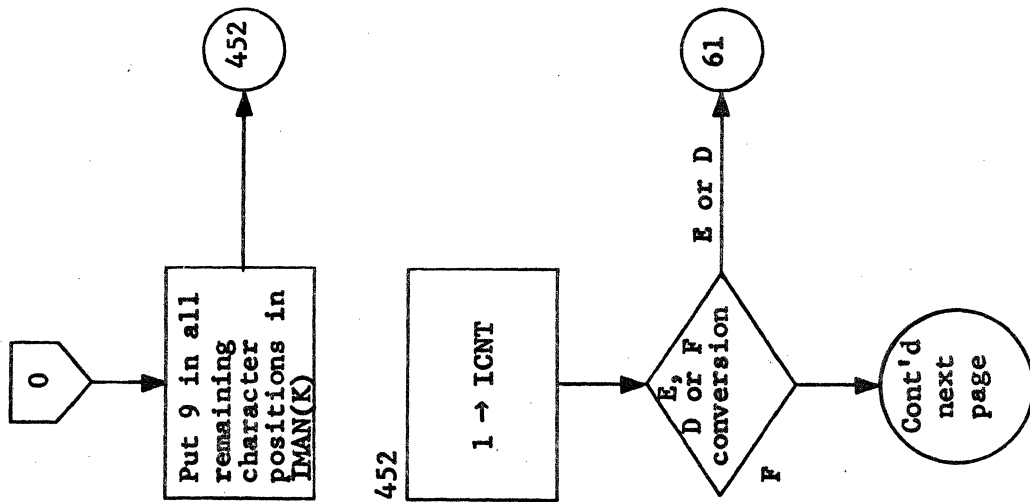 0
Put 9 in all
remaining
character
positions in
IMAN(K)
452
452
1 → ICNT
E,
D or F
conversion
E or D
61
F
Cont'd
next
page